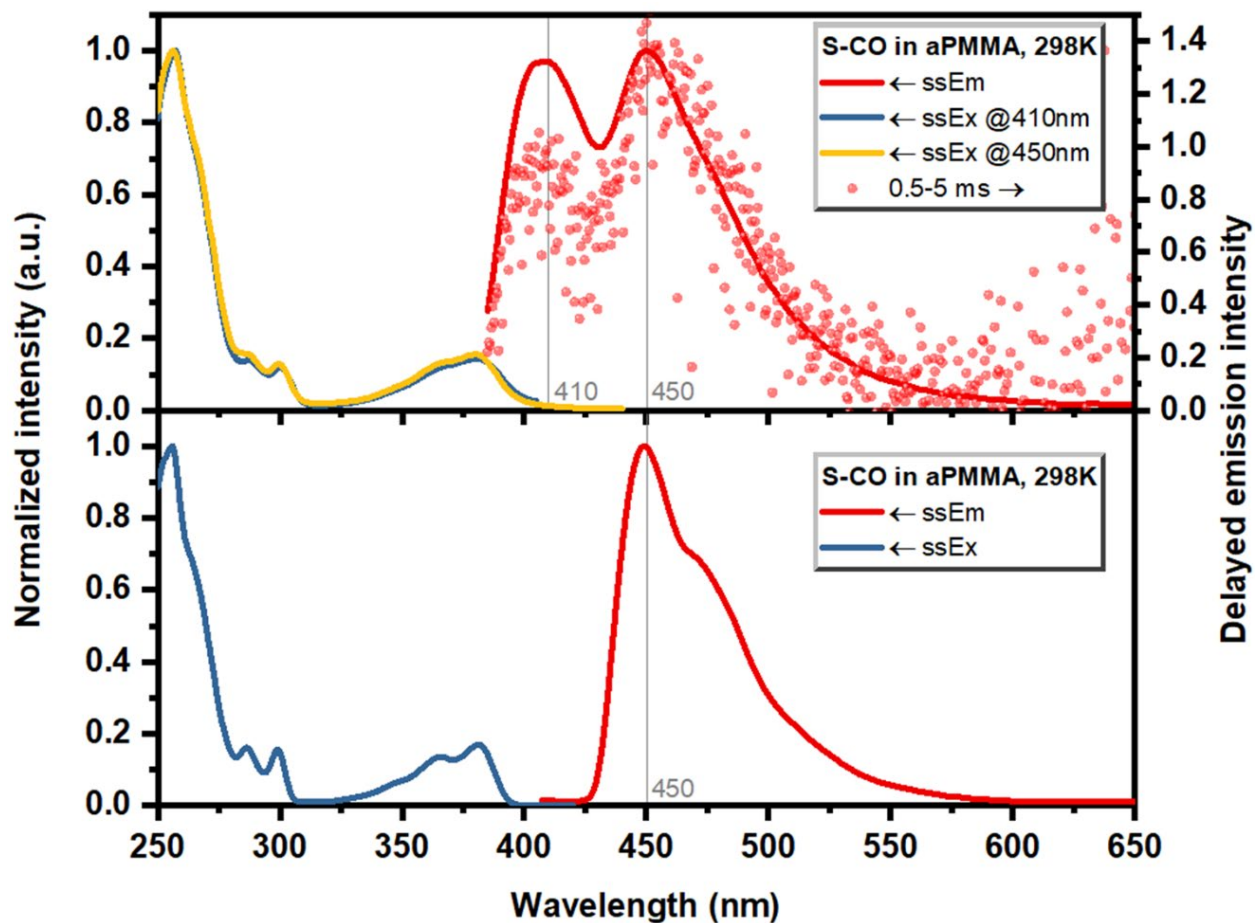 1.0
0.8
0.6
0.4
0.2
0.0
1.0
0.8
0.6
0.4
0.2
0.0
Normalized intensity (a.u.)
S-CO in aPMMA, 298K
← ssEm
← ssEx @410nm
← ssEx @450nm
0.5-5 ms →
410
450
1.4
1.2
1.0
0.8
0.6
0.4
0.2
0.0
Delayed emission intensity
S-CO in aPMMA, 298K
← ssEm
← ssEx
450
250 300 350 400 450 500 550 600 650
Wavelength (nm)